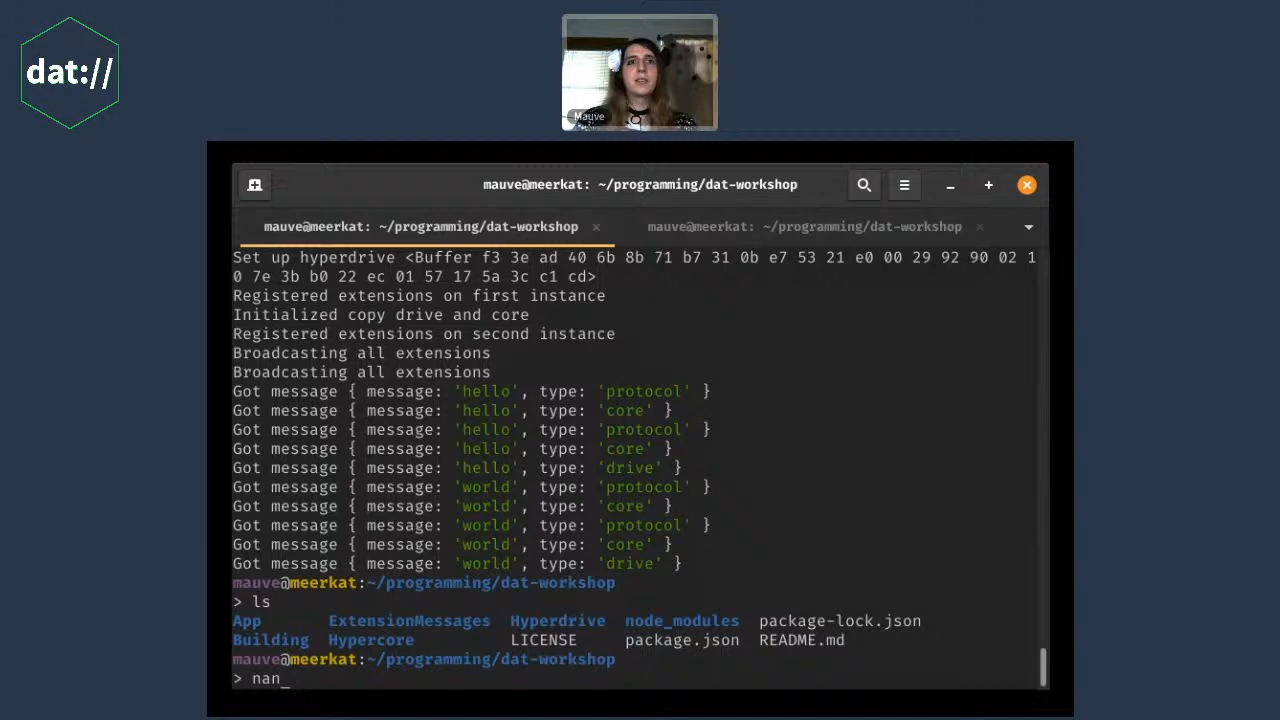 dat://
Mauve
mauve@meerkat: ~/programming/dat-workshop
mauve@meerkat: ~/programming/dat-workshop
mauve@meerkat: ~/programming/dat-workshop
Set up hyperdrive <Buffer f3 3e ad 40 6b 8b 71 b7 31 0b e7 53 21 e0 00 29 92 90 02 1
0 7e 3b b0 22 ec 01 57 17 5a 3c c1 cd>
Registered extensions on first instance
Initialized copy drive and core
Registered extensions on second instance
Broadcasting all extensions
Broadcasting all extensions
Got message { message: 'hello', type: 'protocol' }
Got message { message: 'hello', type: 'core' }
Got message { message: 'hello', type: 'protocol' }
Got message { message: 'hello', type: 'core' }
Got message { message: 'hello', type: 'drive' }
Got message { message: 'world', type: 'protocol' }
Got message { message: 'world', type: 'core' }
Got message { message: 'world', type: 'protocol' }
Got message { message: 'world', type: 'core' }
Got message { message: 'world', type: 'drive' }
mauve@meerkat:~/programming/dat-workshop
> ls
App ExtensionMessages Hyperdrive node_modules package-lock.json
Building Hypercore LICENSE package.json README.md
mauve@meerkat:~/programming/dat-workshop
> nan_